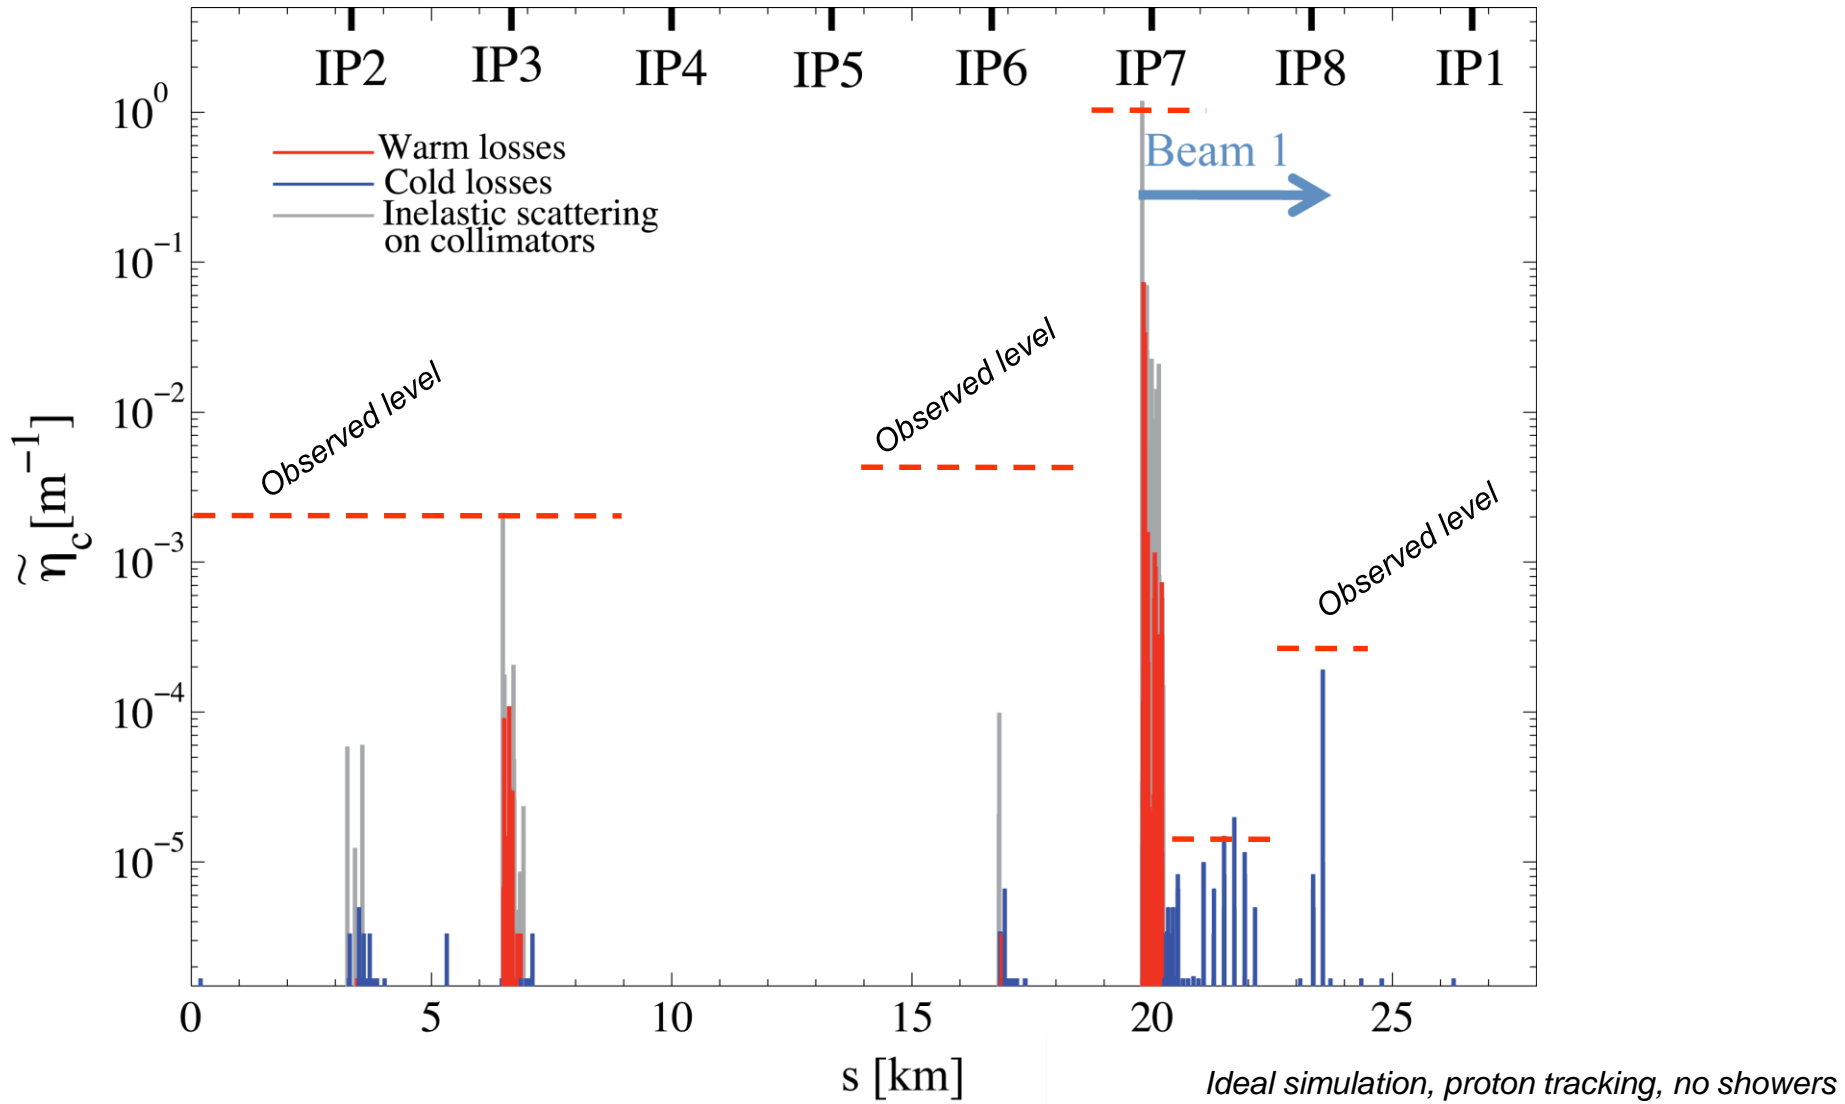 IP2 IP3 IP4 IP5 IP6 IP7 IP8 IP1
10^0
Warm losses
Beam 1
Cold losses
Inelastic scattering
on collimators
10^−1
Observed level
Observed level
10^−2
Observed level
10^−3
10^−4
10^−5
η̃_c[m^−1]
0 5 10 15 20 25
s [km]
Ideal simulation, proton tracking, no showers